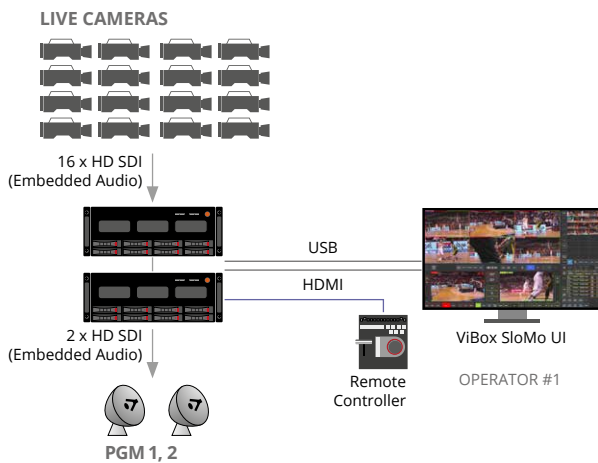 LIVE CAMERAS
16 x HD SDI
(Embedded Audio)
USB
HDMI
2 x HD SDI
(Embedded Audio)
ViBox SloMo UI
Remote
Controller
OPERATOR #1
PGM 1, 2